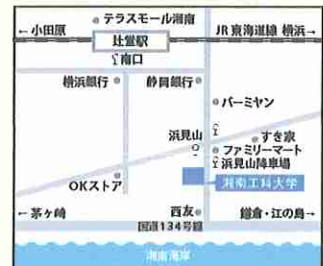 テラスモール湘南
←小田原
JR東海道線 横浜→
辻堂駅
南口
横浜銀行
静岡銀行
バーミヤン
浜見山
すき家
ファミリーマート
浜見山降車場
OKストア
湘南工科大学
←茅ヶ崎
西友
鎌倉・江の島→
国道134号線
湘南海岸